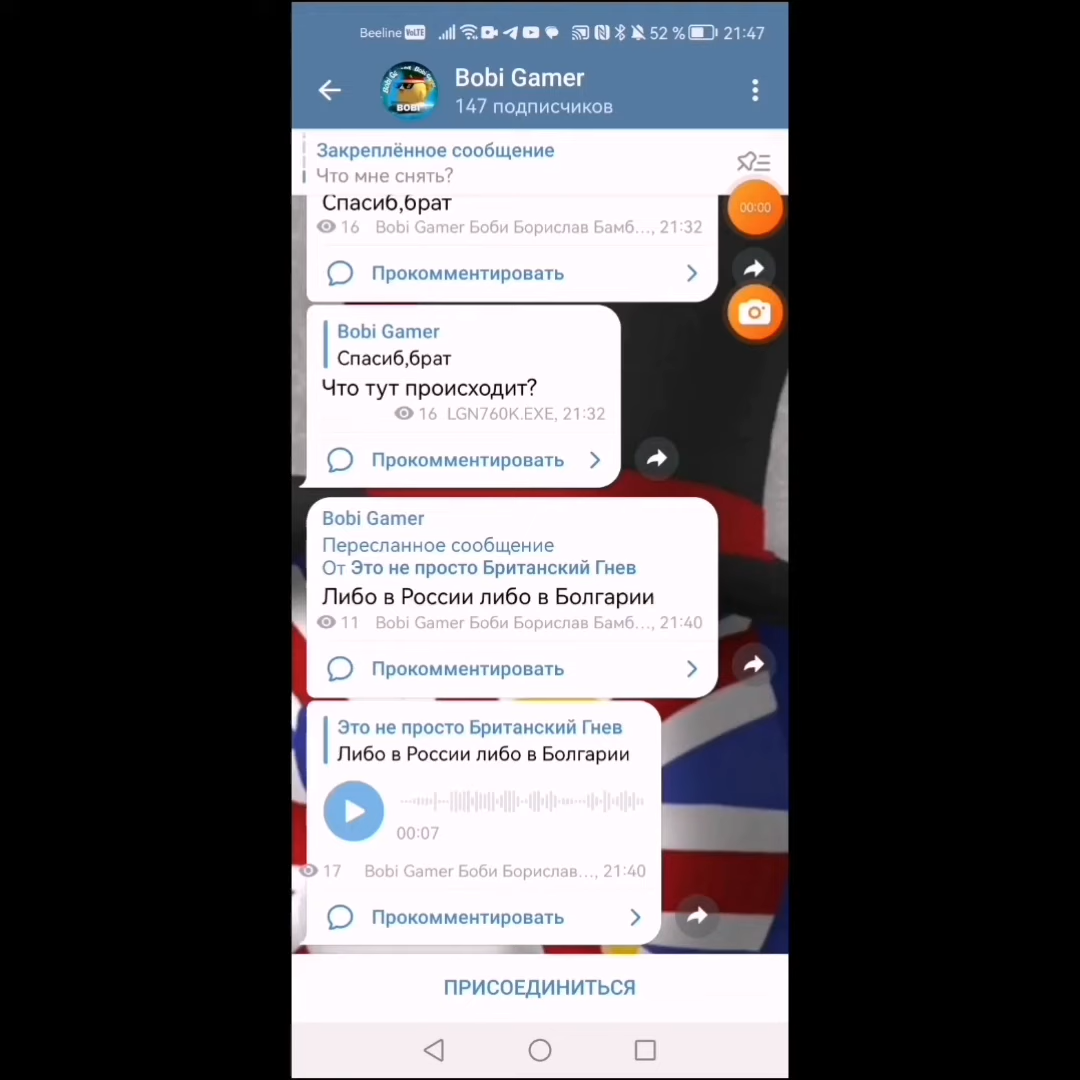 Beeline VoLTE 52 % 21:47
Bobi Gamer
147 подписчиков
BOBI
Закреплённое сообщение
Что мне снять?
00:00
Спасиб,брат
16 Bobi Gamer Боби Борислав Бамб..., 21:32
Прокомментировать
Bobi Gamer
Спасиб,брат
Что тут происходит?
16 LGN760K.EXE, 21:32
Прокомментировать
Bobi Gamer
Пересланное сообщение
От Это не просто Британский Гнев
Либо в России либо в Болгарии
11 Bobi Gamer Боби Борислав Бамб..., 21:40
Прокомментировать
Это не просто Британский Гнев
Либо в России либо в Болгарии
00:07
17 Bobi Gamer Боби Борислав..., 21:40
Прокомментировать
ПРИСОЕДИНИТЬСЯ